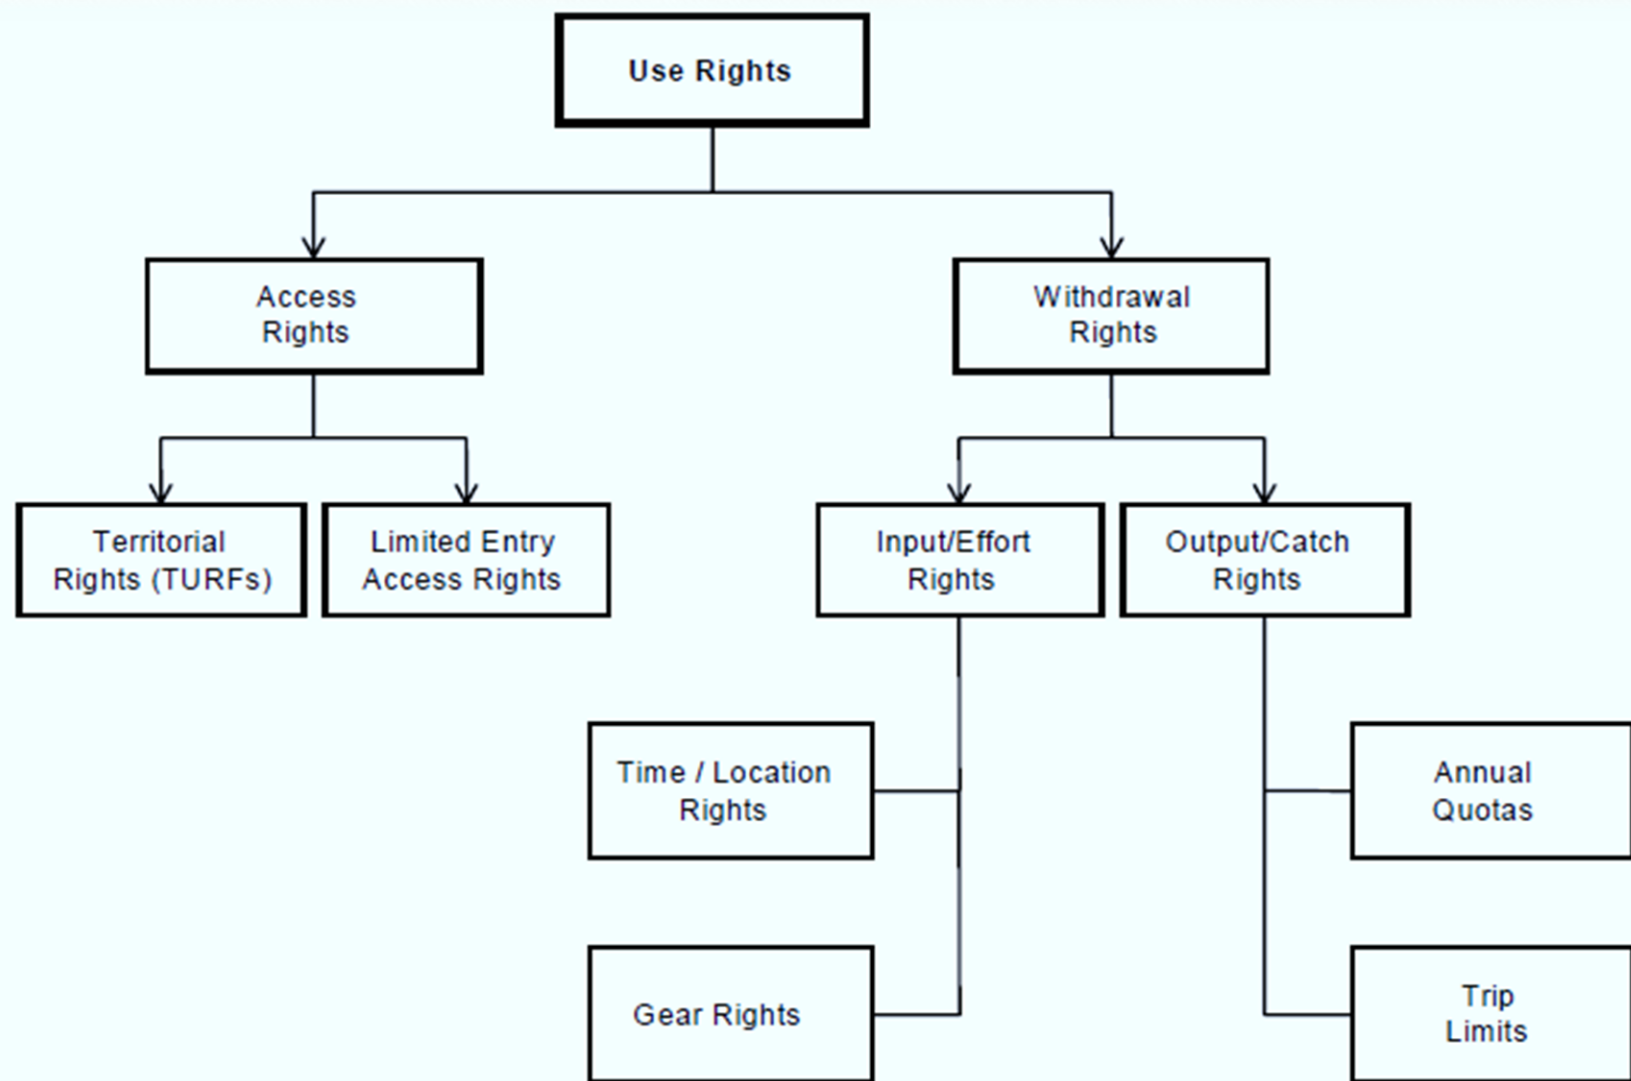 Use Rights
Access
Rights
Withdrawal
Rights
Territorial
Rights (TURFs)
Limited Entry
Access Rights
Input/Effort
Rights
Output/Catch
Rights
Time / Location
Rights
Annual
Quotas
Gear Rights
Trip
Limits